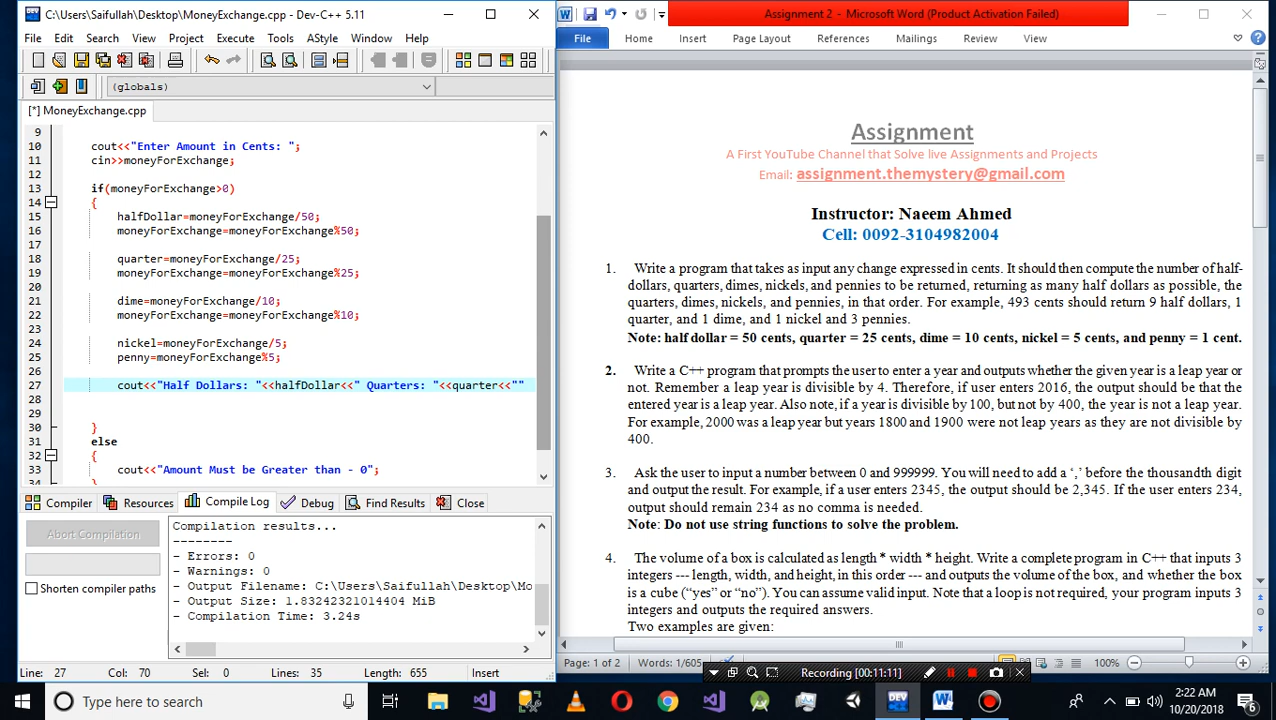 C:\Users\Saifullah\Desktop\MoneyExchange.cpp - Dev-C++ 5.11
File Edit Search View Project Execute Tools AStyle Window Help
(globals)
[*] MoneyExchange.cpp
9
10 cout<<"Enter Amount in Cents: ";
11 cin>>moneyForExchange;
12
13 if(moneyForExchange>0)
14 {
15 halfDollar=moneyForExchange/50;
16 moneyForExchange=moneyForExchange%50;
17
18 quarter=moneyForExchange/25;
19 moneyForExchange=moneyForExchange%25;
20
21 dime=moneyForExchange/10;
22 moneyForExchange=moneyForExchange%10;
23
24 nickel=moneyForExchange/5;
25 penny=moneyForExchange%5;
26
27 cout<<"Half Dollars: "<<halfDollar<<" Quarters: "<<quarter<<""
28
29
30 }
31 else
32 {
33 cout<<"Amount Must be Greater than - 0";
34 }
Compiler Resources Compile Log Debug Find Results Close
Abort Compilation
Shorten compiler paths
Compilation results...
--------
- Errors: 0
- Warnings: 0
- Output Filename: C:\Users\Saifullah\Desktop\Mo
- Output Size: 1.83242321014404 MiB
- Compilation Time: 3.24s
Line: 27 Col: 70 Sel: 0 Lines: 35 Length: 655 Insert
Assignment 2 - Microsoft Word (Product Activation Failed)
File Home Insert Page Layout References Mailings Review View
Assignment
A First YouTube Channel that Solve live Assignments and Projects
Email: assignment.themystery@gmail.com
Instructor: Naeem Ahmed
Cell: 0092-3104982004
1. Write a program that takes as input any change expressed in cents. It should then compute the number of half-
dollars, quarters, dimes, nickels, and pennies to be returned, returning as many half dollars as possible, the
quarters, dimes, nickels, and pennies, in that order. For example, 493 cents should return 9 half dollars, 1
quarter, and 1 dime, and 1 nickel and 3 pennies.
Note: half dollar = 50 cents, quarter = 25 cents, dime = 10 cents, nickel = 5 cents, and penny = 1 cent.
2. Write a C++ program that prompts the user to enter a year and outputs whether the given year is a leap year or
not. Remember a leap year is divisible by 4. Therefore, if user enters 2016, the output should be that the
entered year is a leap year. Also note, if a year is divisible by 100, but not by 400, the year is not a leap year.
For example, 2000 was a leap year but years 1800 and 1900 were not leap years as they are not divisible by
400.
3. Ask the user to input a number between 0 and 999999. You will need to add a ‘,’ before the thousandth digit
and output the result. For example, if a user enters 2345, the output should be 2,345. If the user enters 234,
output should remain 234 as no comma is needed.
Note: Do not use string functions to solve the problem.
4. The volume of a box is calculated as length * width * height. Write a complete program in C++ that inputs 3
integers --- length, width, and height, in this order --- and outputs the volume of the box, and whether the box
is a cube (“yes” or “no”). You can assume valid input. Note that a loop is not required, your program inputs 3
integers and outputs the required answers.
Two examples are given:
Page: 1 of 2 Words: 1/605 100%
Recording [00:11:11]
Type here to search
2:22 AM
10/20/2018
6